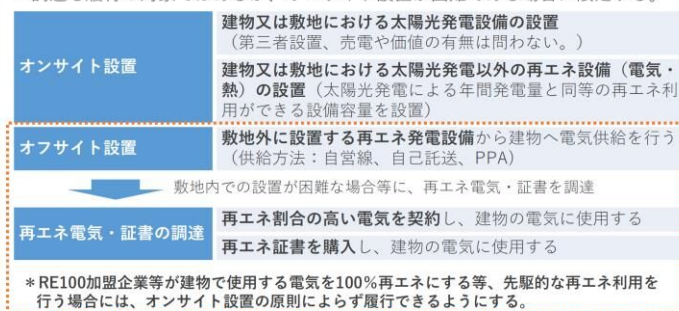 オンサイト設置
建物又は敷地における太陽光発電設備の設置
（第三者設置、売電や価値の有無は問わない。）
建物又は敷地における太陽光発電以外の再エネ設備（電気・
熱）の設置（太陽光発電による年間発電量と同等の再エネ利
用ができる設備容量を設置）
オフサイト設置
敷地外に設置する再エネ発電設備から建物へ電気供給を行う
（供給方法：自営線、自己託送、PPA）
敷地内での設置が困難な場合等に、再エネ電気・証書を調達
再エネ電気・証書の調達
再エネ割合の高い電気を契約し、建物の電気に使用する
再エネ証書を購入し、建物の電気に使用する
＊RE100加盟企業等が建物で使用する電気を100％再エネにする等、先駆的な再エネ利用を
行う場合には、オンサイト設置の原則によらず履行できるようにする。